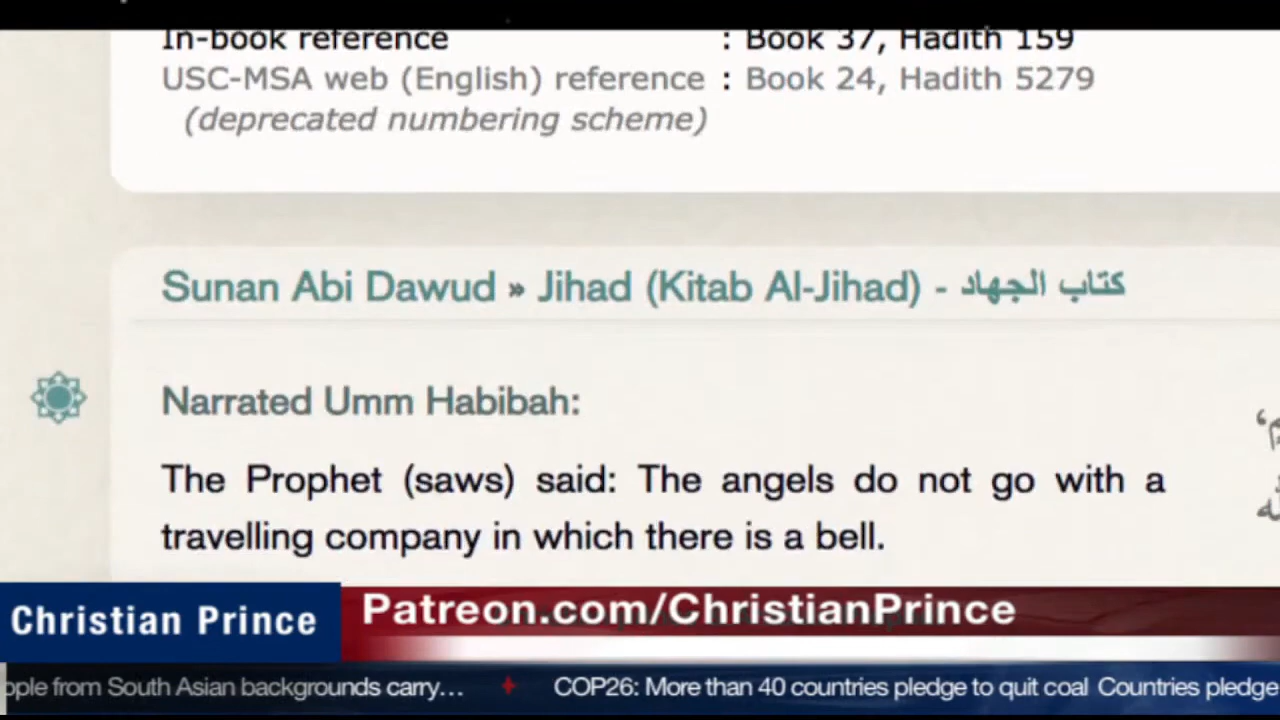 In-book reference : Book 37, Hadith 159
USC-MSA web (English) reference : Book 24, Hadith 5279
(deprecated numbering scheme)
Sunan Abi Dawud » Jihad (Kitab Al-Jihad) - كتاب الجهاد
Narrated Umm Habibah:
The Prophet (saws) said: The angels do not go with a
travelling company in which there is a bell.
Christian Prince
Patreon.com/ChristianPrince
from South Asian backgrounds carry... COP26: More than 40 countries pledge to quit coal Countries pledge